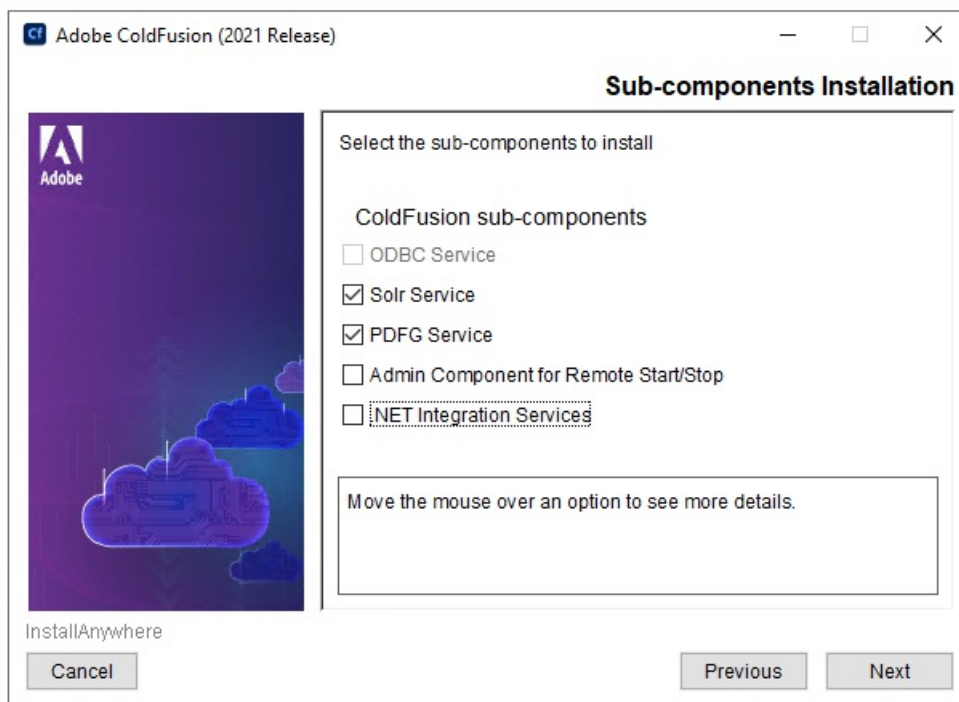 Cf Adobe ColdFusion (2021 Release)
Sub-components Installation
Adobe
Select the sub-components to install
ColdFusion sub-components
ODBC Service
Solr Service
PDFG Service
Admin Component for Remote Start/Stop
.NET Integration Services
Move the mouse over an option to see more details.
InstallAnywhere
Cancel
Previous
Next